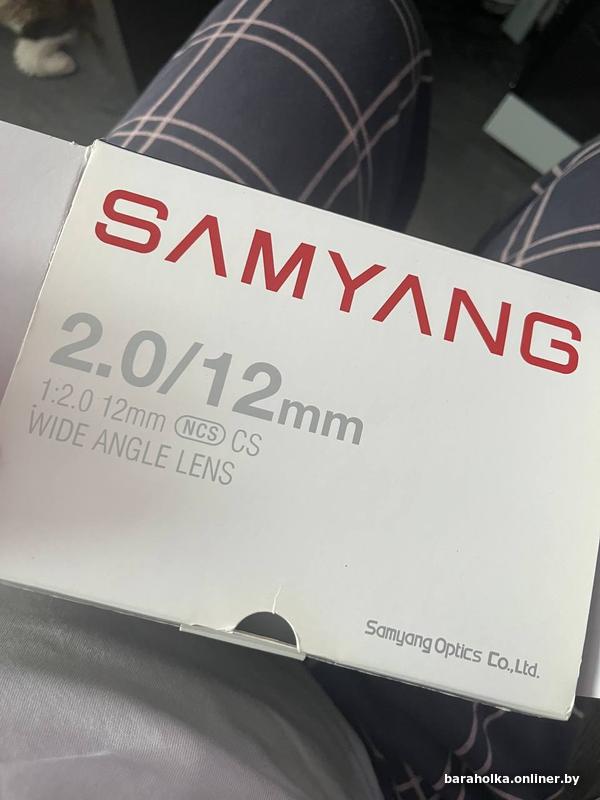 SAMYANG
2.0/12mm
1:2.0 12mm NCS CS
WIDE ANGLE LENS
Samyang Optics Co.,Ltd.
baraholka.onliner.by